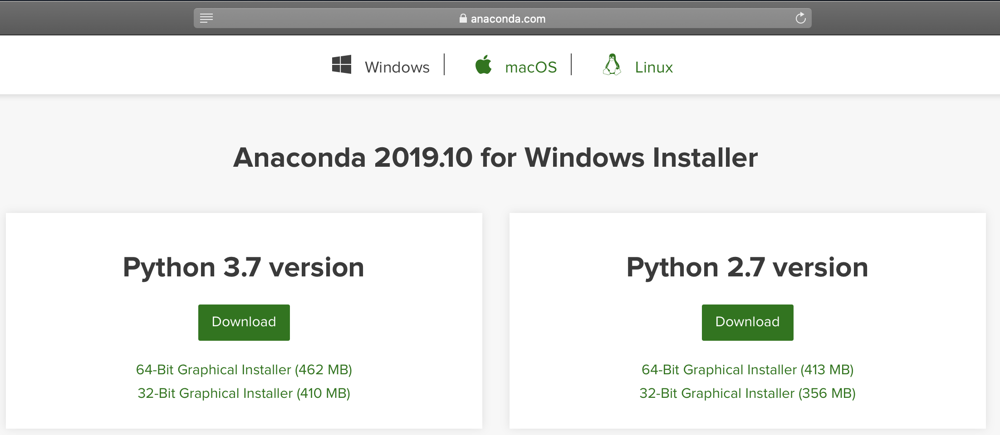 anaconda.com
Windows macOS Linux
Anaconda 2019.10 for Windows Installer
Python 3.7 version
Download
64-Bit Graphical Installer (462 MB)
32-Bit Graphical Installer (410 MB)
Python 2.7 version
Download
64-Bit Graphical Installer (413 MB)
32-Bit Graphical Installer (356 MB)